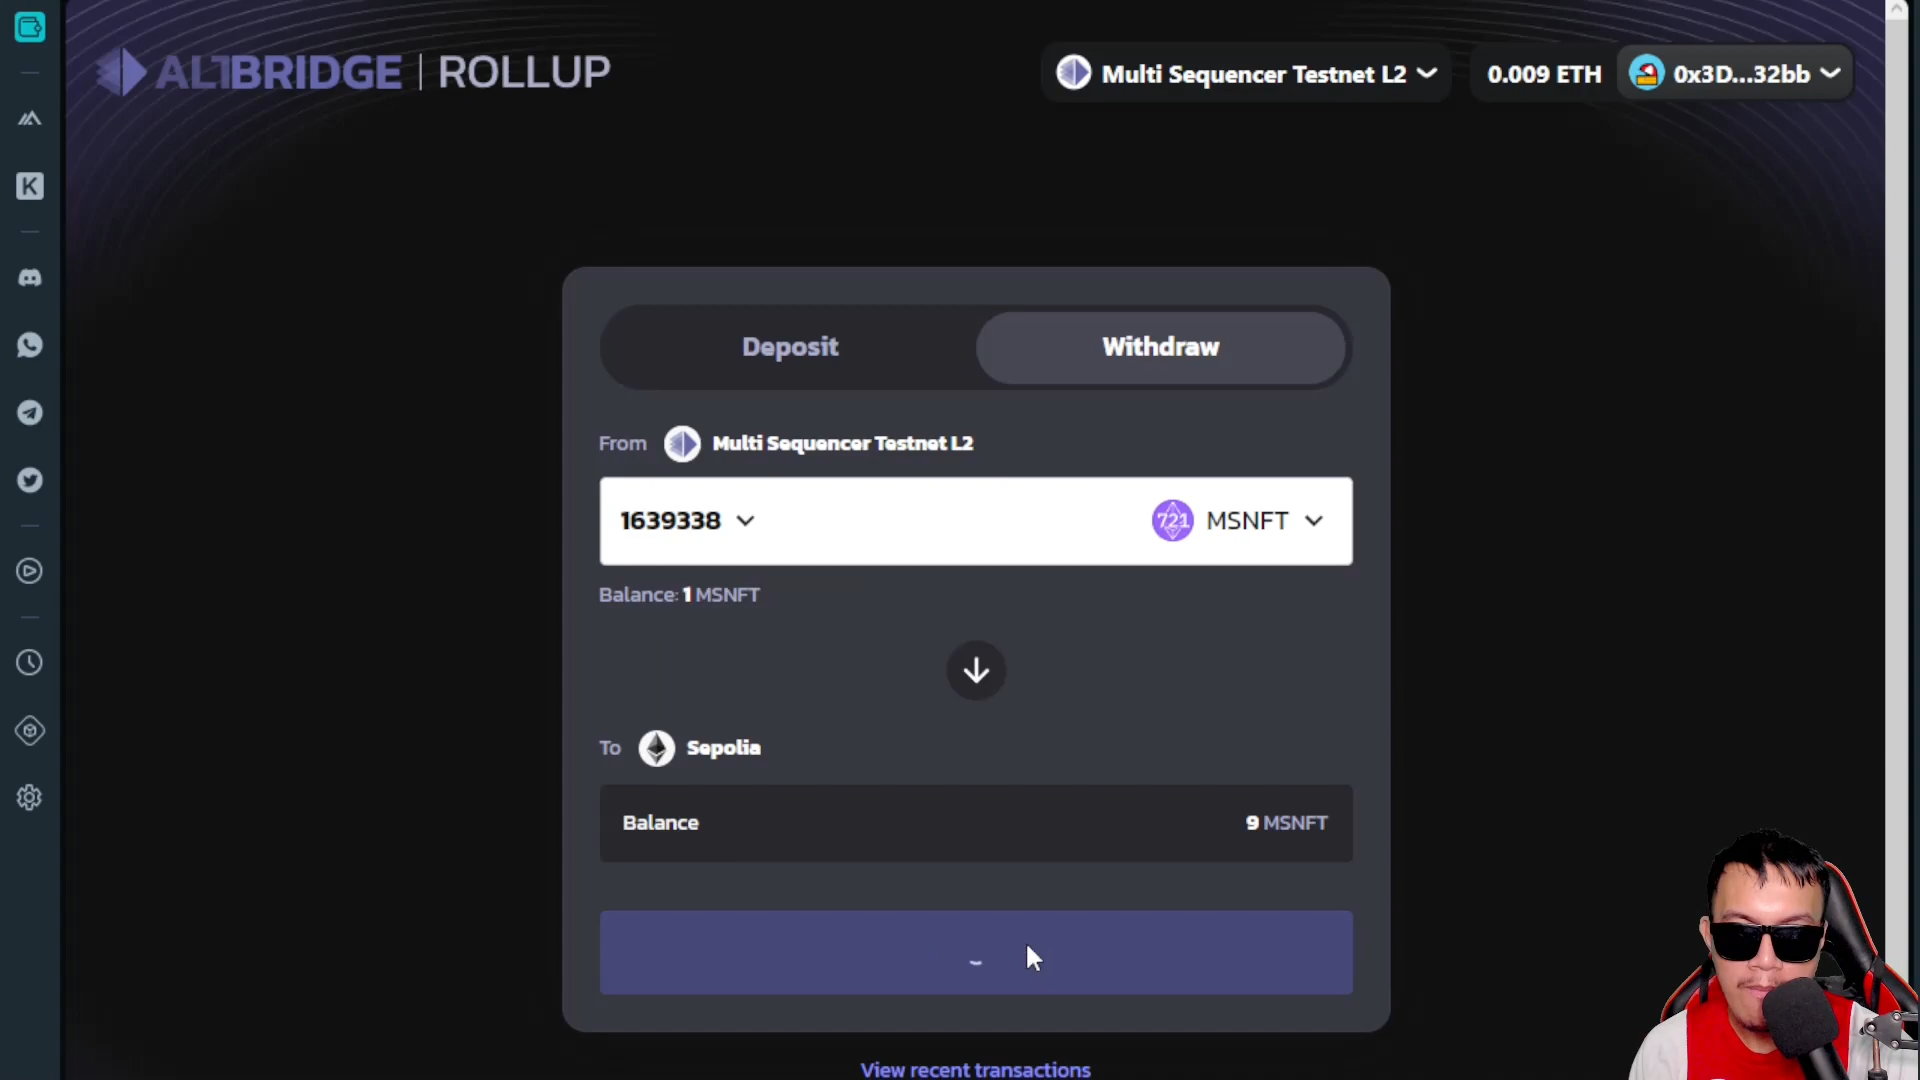 ALTBRIDGE | ROLLUP
Multi Sequencer Testnet L2
0.009 ETH
0x3D...32bb
K
Deposit
Withdraw
From Multi Sequencer Testnet L2
1639338
721 MSNFT
Balance: 1 MSNFT
To Sepolia
Balance
9 MSNFT
View recent transactions